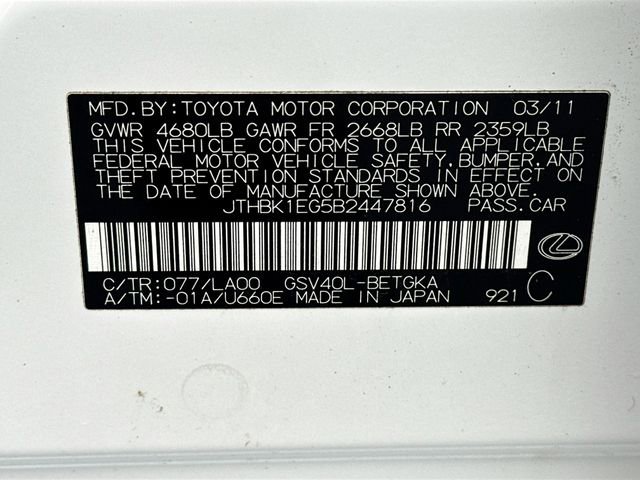 MFD.BY:TOYOTA MOTOR CORPORATION 03/11
GVWR 4680LB GAWR FR 2668LB RR 2359LB
THIS VEHICLE CONFORMS TO ALL APPLICABLE
FEDERAL MOTOR VEHICLE SAFETY,BUMPER,AND
THEFT PREVENTION STANDARDS IN EFFECT ON
THE DATE OF MANUFACTURE SHOWN ABOVE.
JTHBK1EG5B2447816 PASS.CAR
C/TR:077/LA00 GSV40L-BETGKA
A/TM:-01A/U660E MADE IN JAPAN 921 C